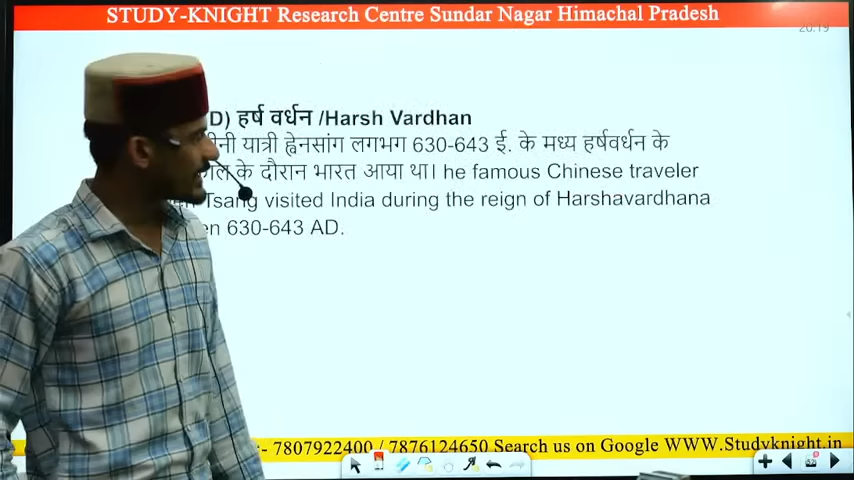 STUDY-KNIGHT Research Centre Sundar Nagar Himachal Pradesh
20:19
D) हर्ष वर्धन /Harsh Vardhan
यात्री ह्वेनसांग लगभग 630-643 ई. के मध्य हर्षवर्धन के
के दौरान भारत आया था। he famous Chinese traveler
Tsang visited India during the reign of Harshavardhana
630-643 AD.
:- 7807922400 / 7876124650 Search us on Google WWW.Studyknight.in